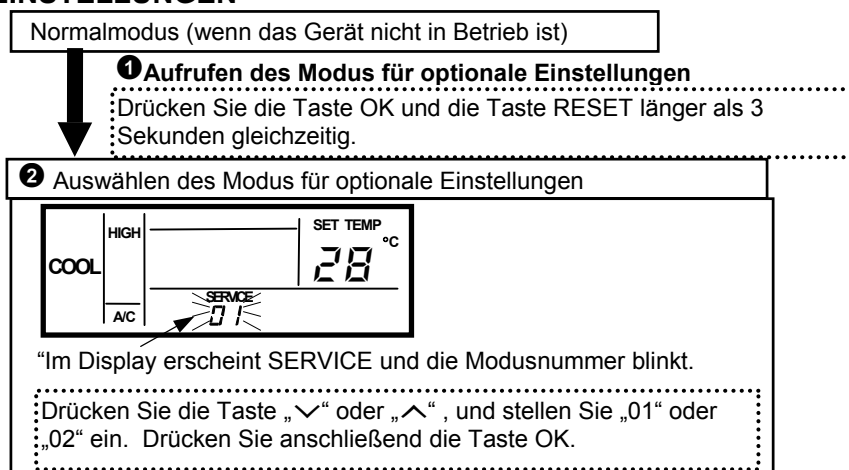 EINSTELLUNGEN
Normalmodus (wenn das Gerät nicht in Betrieb ist)
❶Aufrufen des Modus für optionale Einstellungen
Drücken Sie die Taste OK und die Taste RESET länger als 3
Sekunden gleichzeitig.
❷ Auswählen des Modus für optionale Einstellungen
HIGH
SET TEMP
°C
COOL
28
SERVICE
A/C
01
“Im Display erscheint SERVICE und die Modusnummer blinkt.
Drücken Sie die Taste „∨“ oder „∧“ , und stellen Sie „01“ oder
„02“ ein. Drücken Sie anschließend die Taste OK.